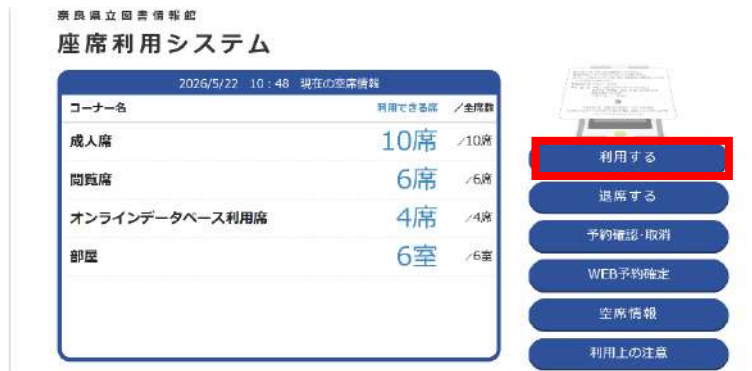 奈良県立図書情報館
座席利用システム
2026/5/22 10:48 現在の空席情報
コーナー名 利用できる席 /全席数
成人席 10席 /10席
閲覧席 6席 /6席
オンラインデータベース利用席 4席 /4席
部屋 6室 /6室
利用する
退席する
予約確認・取消
WEB予約確定
空席情報
利用上の注意